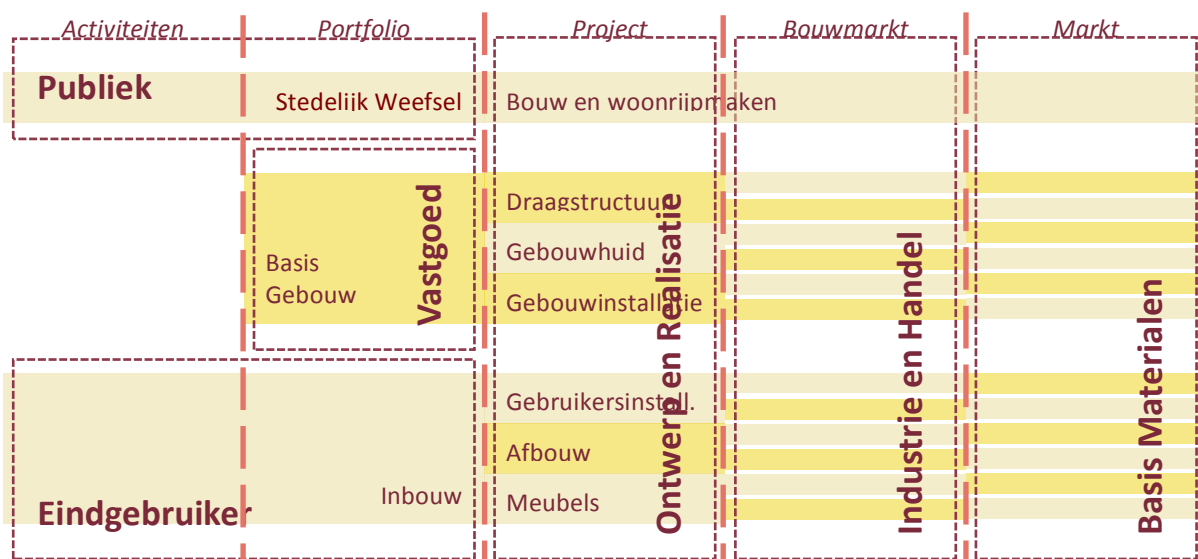 Activiteiten
Portfolio
Project
Bouwmarkt
Markt
Publiek
Stedelijk Weefsel
Bouw en woonrijpmaken
Vastgoed
Basis
Gebouw
Draagstructuur
Gebouwhuid
Gebouwinstallatie
Eindgebruiker
Inbouw
Gebruikersinstall.
Afbouw
Meubels
Ontwerp en Realisatie
Industrie en Handel
Basis Materialen